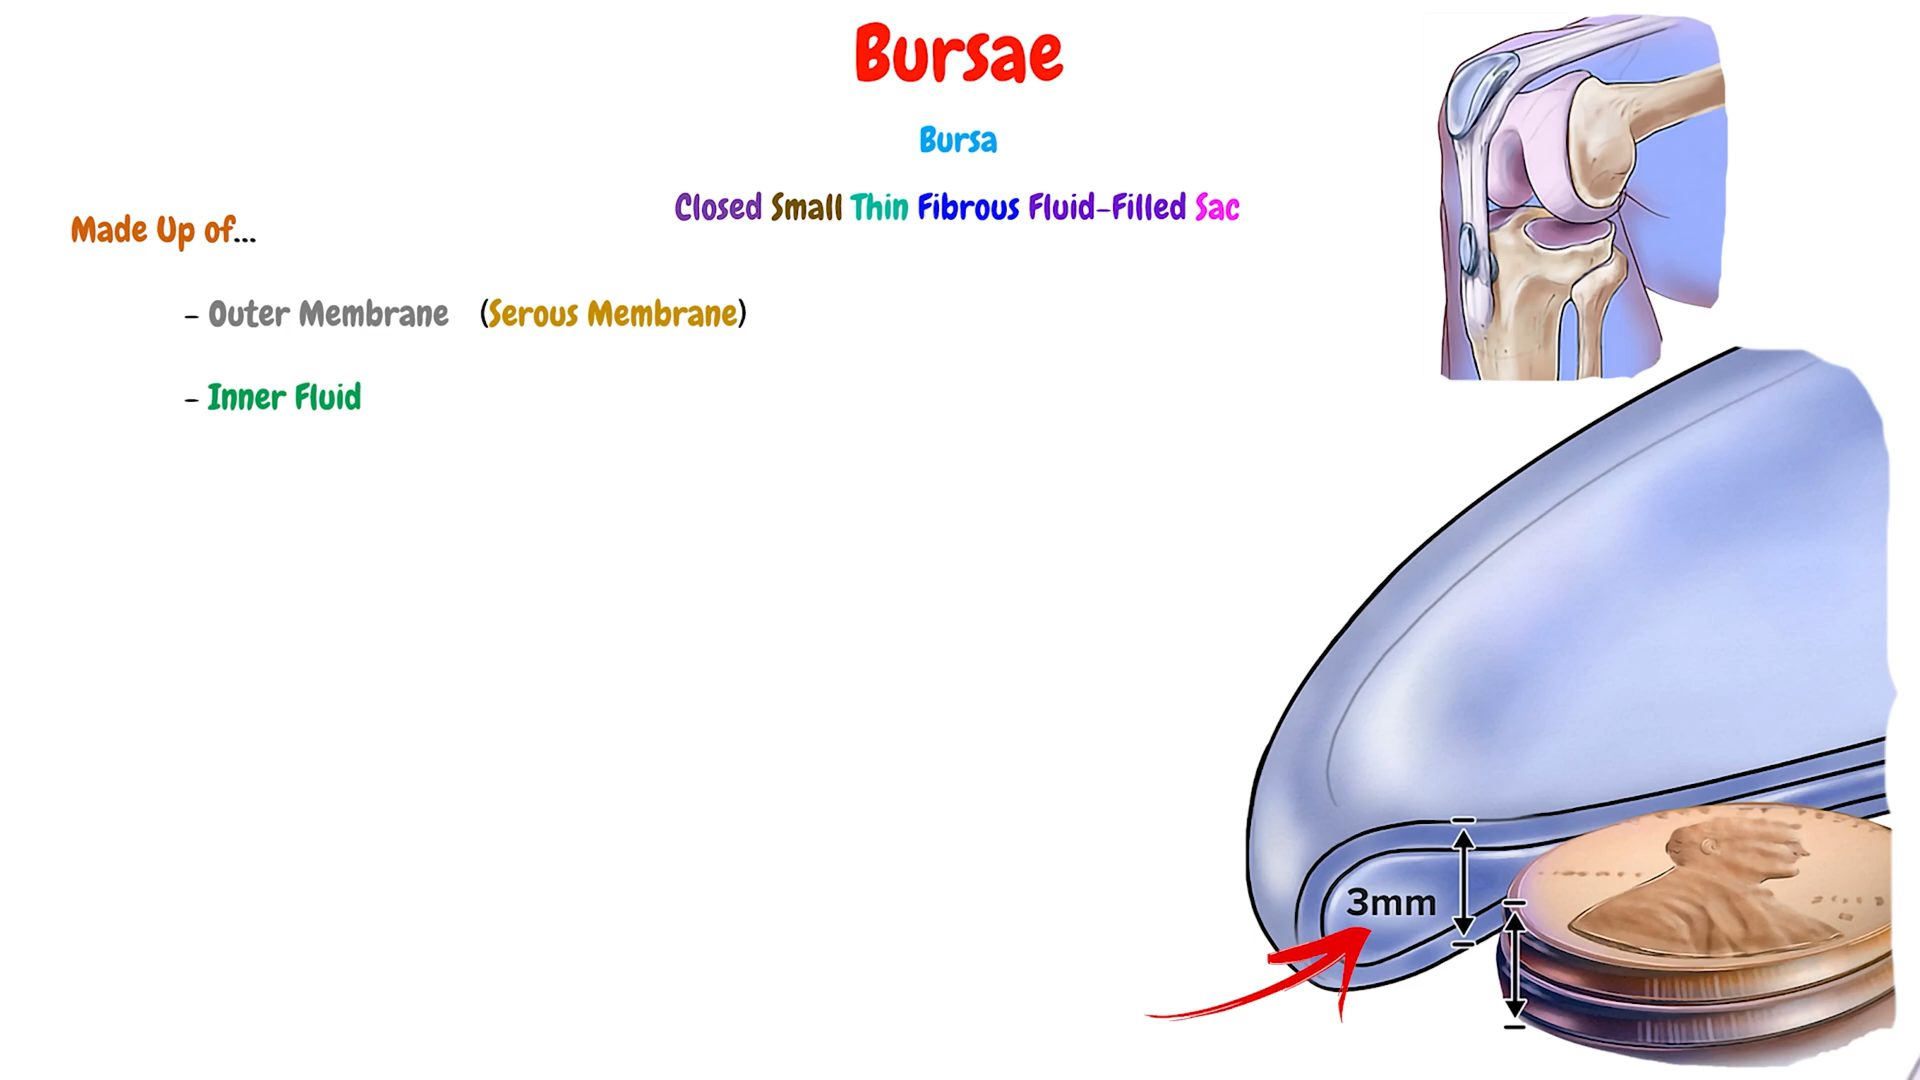 Bursae
Bursa
Closed Small Thin Fibrous Fluid-Filled Sac
Made Up of...
- Outer Membrane (Serous Membrane)
- Inner Fluid
3mm